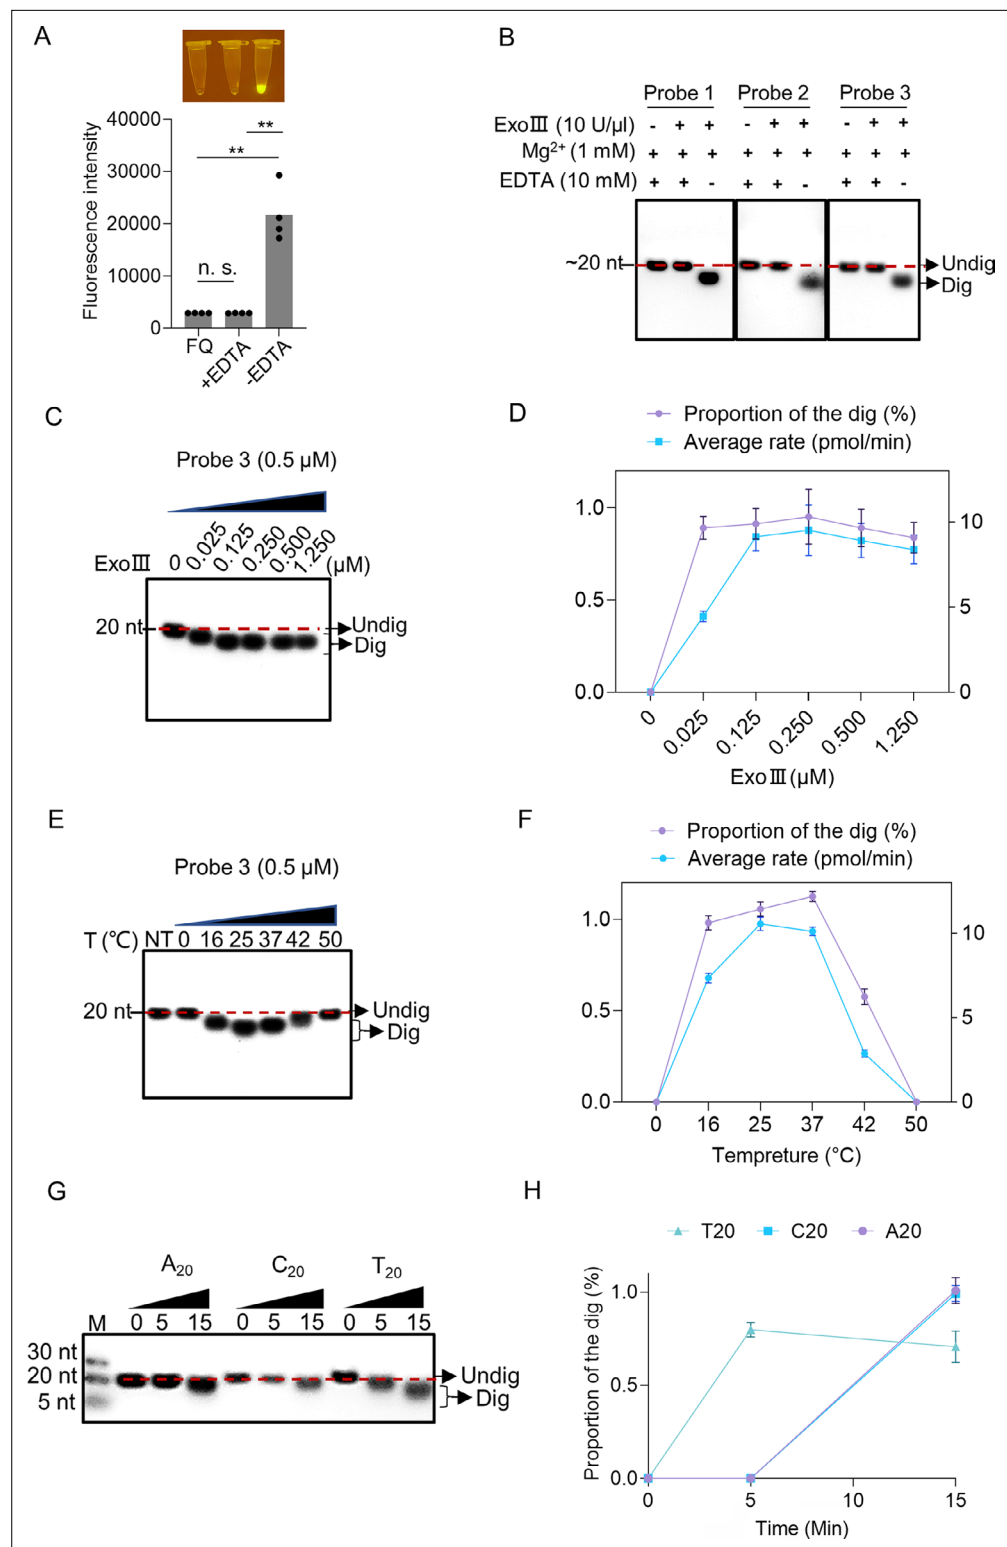 A
40000
30000
20000
10000
0
Fluorescence intensity
**
**
n. s.
FQ
+EDTA
-EDTA
B
Probe 1 Probe 2 Probe 3
ExoⅢ (10 U/µl) - + + - + + - + +
Mg²⁺ (1 mM) + + + + + + + + +
EDTA (10 mM) + + - + + - + + -
~20 nt
Undig
Dig
C
Probe 3 (0.5 µM)
ExoⅢ 0 0.025 0.125 0.250 0.500 1.250 (µM)
20 nt
Undig
Dig
D
Proportion of the dig (%)
Average rate (pmol/min)
1.0
0.5
0.0
10
5
0
0 0.025 0.125 0.250 0.500 1.250
ExoⅢ (µM)
E
Probe 3 (0.5 µM)
T (℃) NT 0 16 25 37 42 50
20 nt
Undig
Dig
F
Proportion of the dig (%)
Average rate (pmol/min)
1.0
0.5
0.0
10
5
0
0 16 25 37 42 50
Tempreture (°C)
G
A₂₀ C₂₀ T₂₀
M 0 5 15 0 5 15 0 5 15
30 nt
20 nt
5 nt
Undig
Dig
H
T20 C20 A20
Proportion of the dig (%)
1.0
0.5
0.0
0 5 10 15
Time (Min)